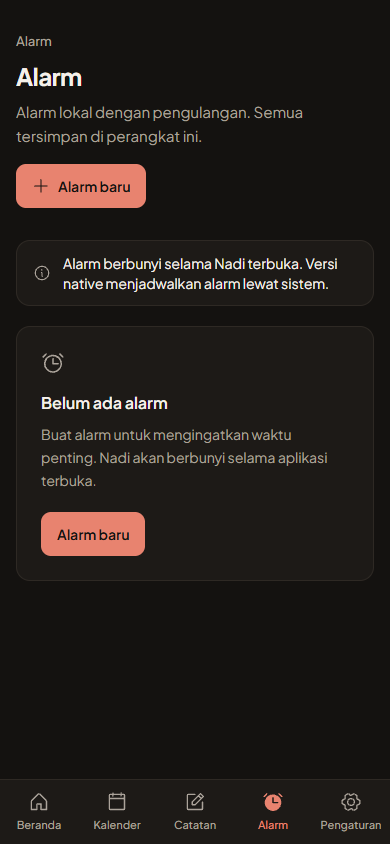 Alarm
Alarm
Alarm lokal dengan pengulangan. Semua
tersimpan di perangkat ini.
Alarm baru
Alarm berbunyi selama Nadi terbuka. Versi
native menjadwalkan alarm lewat sistem.
Belum ada alarm
Buat alarm untuk mengingatkan waktu
penting. Nadi akan berbunyi selama aplikasi
terbuka.
Alarm baru
Beranda
Kalender
Catatan
Alarm
Pengaturan